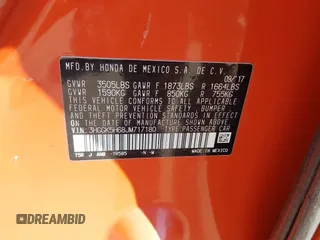 MFD.BY HONDA DE MEXICO S.A. DE C.V.
09/17
GVWR 3505LBS GAWR F 1873LBS R 1664LBS
GVWR 1590KG GAWR F 850KG R 755KG
THIS VEHICLE CONFORMS TO ALL APPLICABLE
FEDERAL MOTOR VEHICLE SAFETY, BUMPER
AND THEFT PREVENTION STANDARDS
IN EFFECT ON THE DATE OF MANUFACTURE
SHOWN ABOVE.
3HGGK5H68JM717180 TYPE:PASSENGER CAR
T5R J
MADE IN MEXICO
DREAMBID